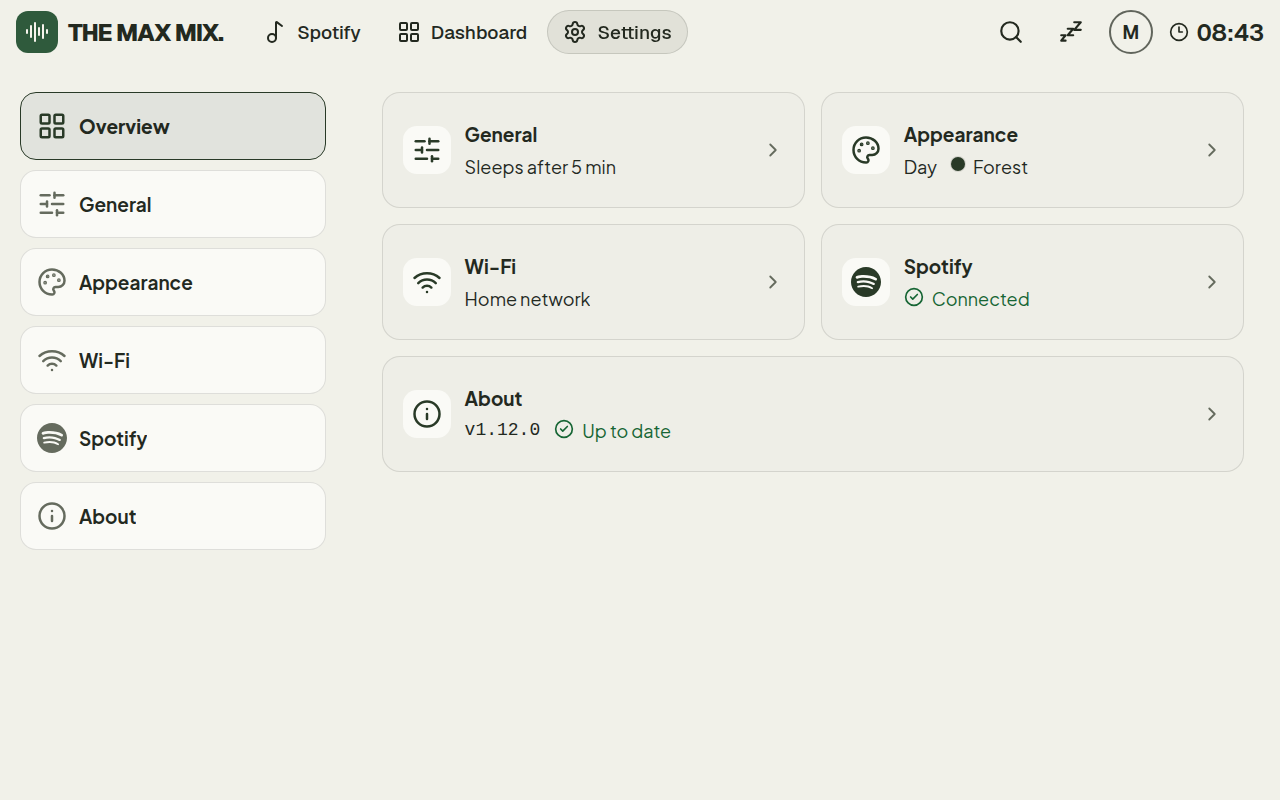 THE MAX MIX.
Spotify
Dashboard
Settings
M
08:43
Overview
General
Appearance
Wi-Fi
Spotify
About
General
Sleeps after 5 min
Appearance
Day Forest
Wi-Fi
Home network
Spotify
Connected
About
v1.12.0 Up to date